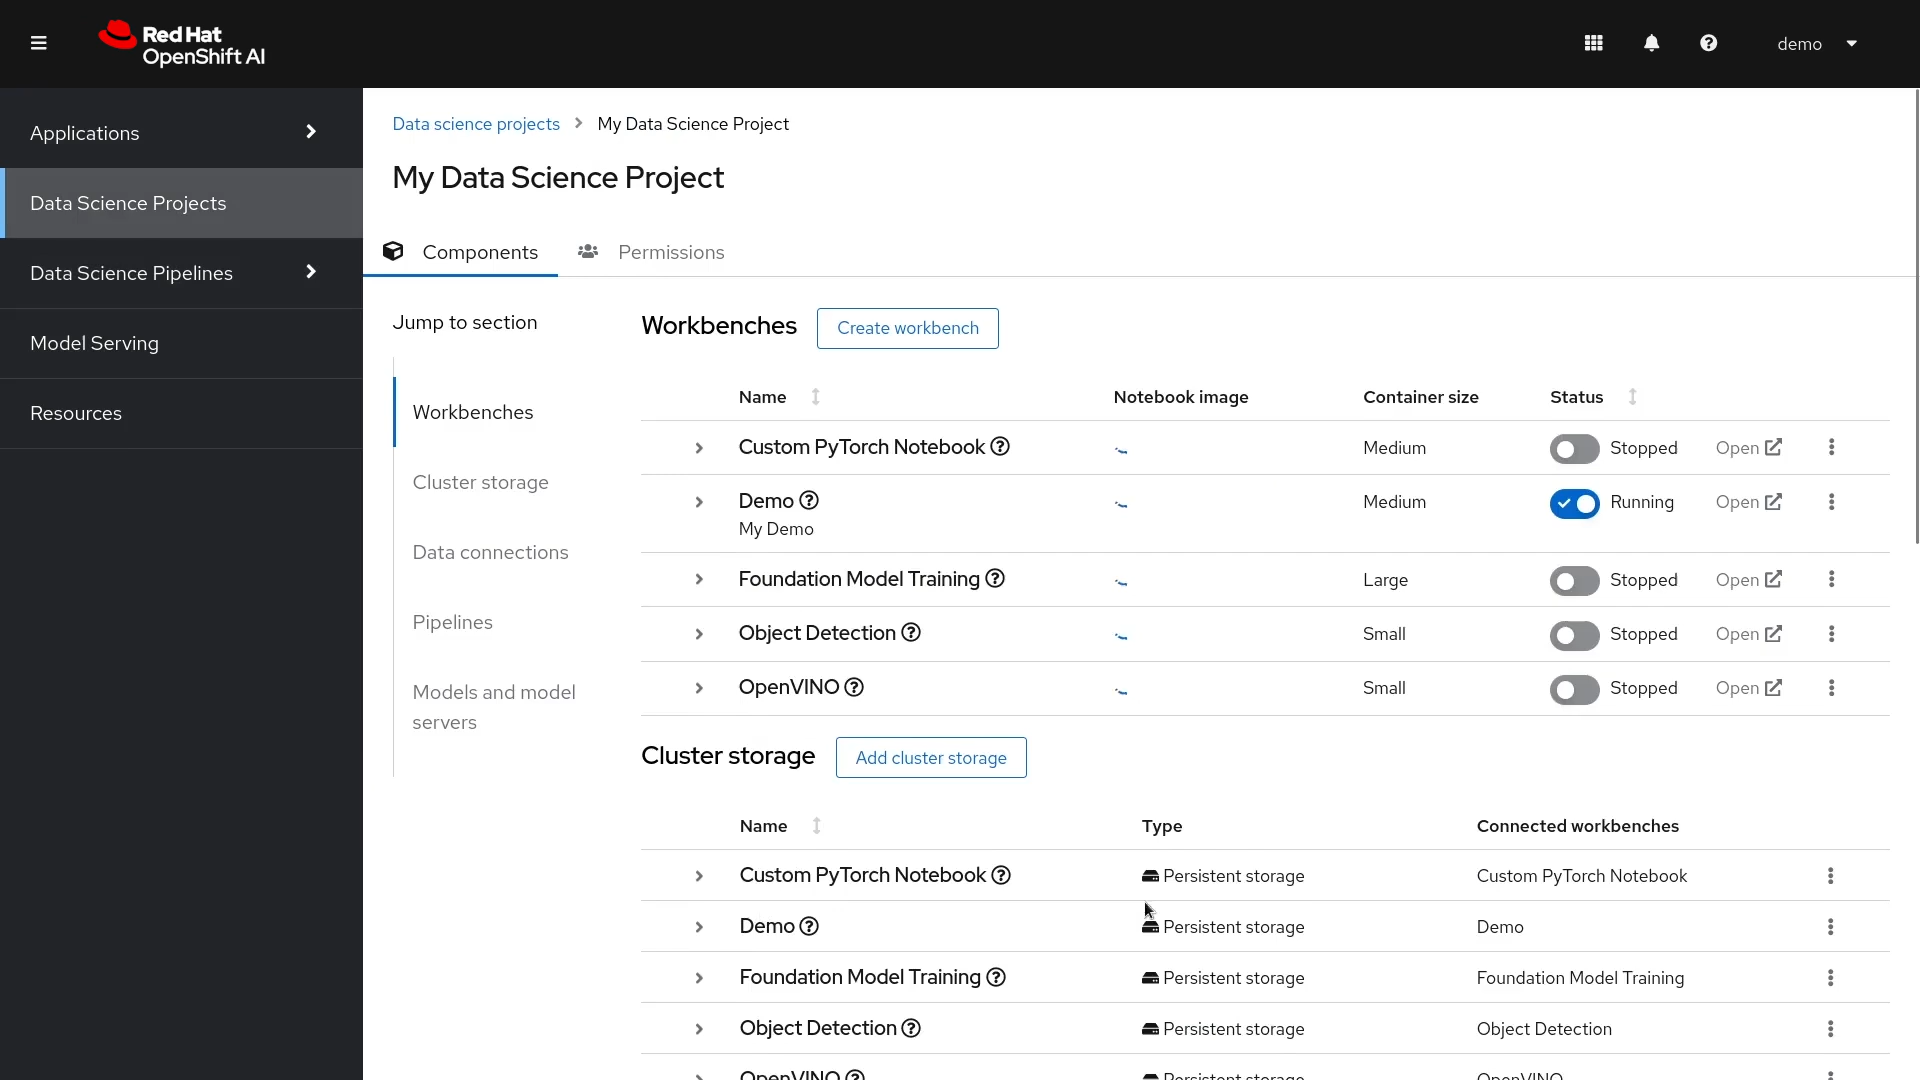 Red Hat
OpenShift AI
demo
Applications
Data Science Projects
Data Science Pipelines
Model Serving
Resources
Data science projects > My Data Science Project
My Data Science Project
Components
Permissions
Jump to section
Workbenches
Cluster storage
Data connections
Pipelines
Models and model
servers
Workbenches
Create workbench
Name Notebook image Container size Status
Custom PyTorch Notebook Medium Stopped Open
Demo Medium Running Open
My Demo
Foundation Model Training Large Stopped Open
Object Detection Small Stopped Open
OpenVINO Small Stopped Open
Cluster storage
Add cluster storage
Name Type Connected workbenches
Custom PyTorch Notebook Persistent storage Custom PyTorch Notebook
Demo Persistent storage Demo
Foundation Model Training Persistent storage Foundation Model Training
Object Detection Persistent storage Object Detection
OpenVINO Persistent storage OpenVINO